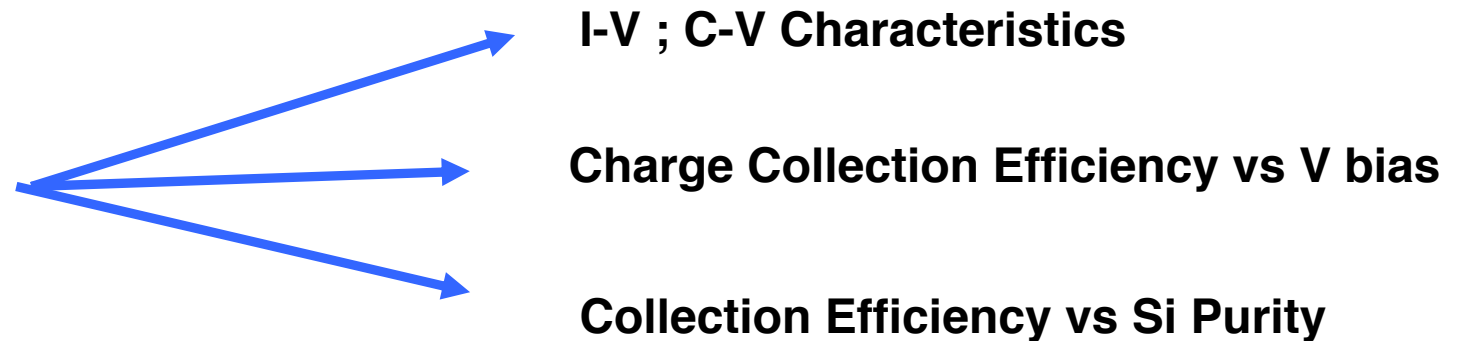 I-V ; C-V Characteristics
Charge Collection Efficiency vs V bias
Collection Efficiency vs Si Purity